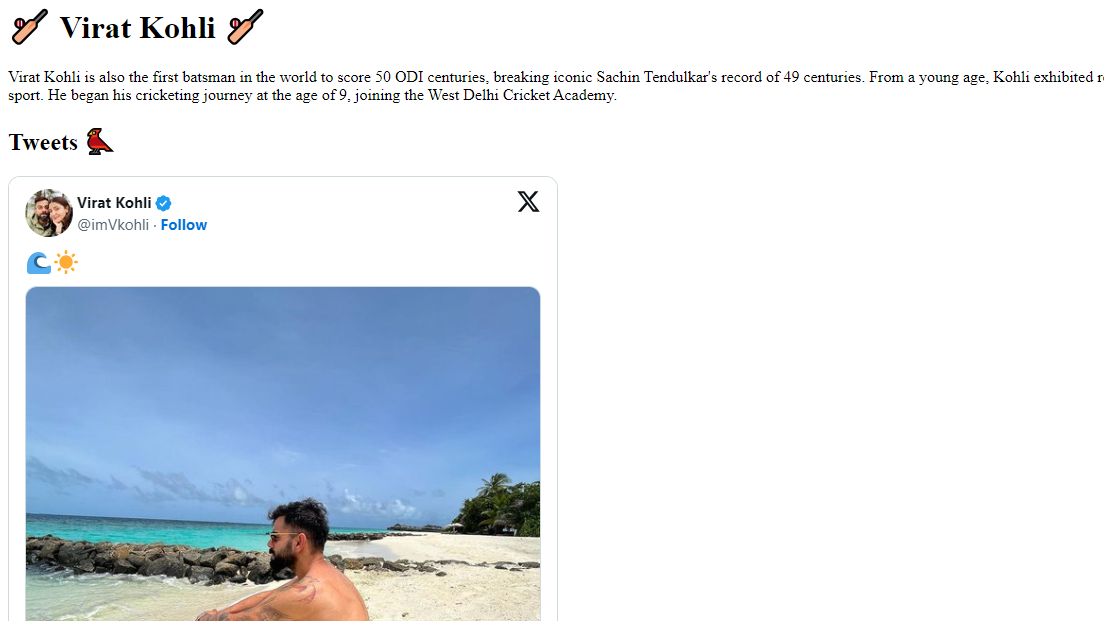 🏏 Virat Kohli 🏏
Virat Kohli is also the first batsman in the world to score 50 ODI centuries, breaking iconic Sachin Tendulkar's record of 49 centuries. From a young age, Kohli exhibited
sport. He began his cricketing journey at the age of 9, joining the West Delhi Cricket Academy.
Tweets
Virat Kohli
@imVkohli · Follow
🌊☀️